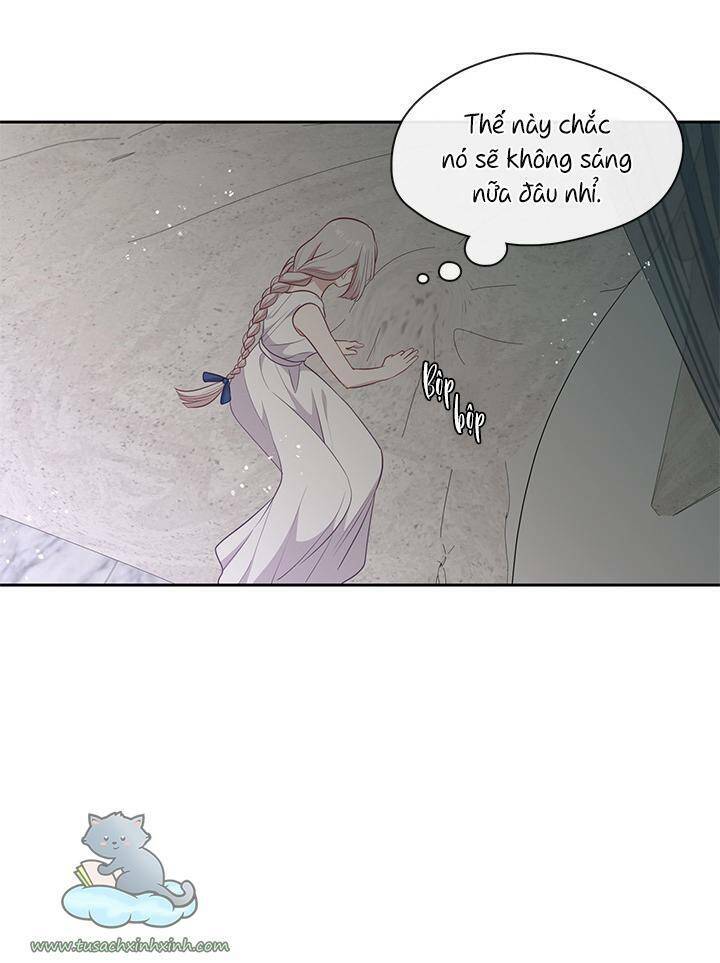 Thế này chắc
nó sẽ không sáng
nữa đâu nhỉ.
Bộp
bộp
www.tusachxinhxinh.com